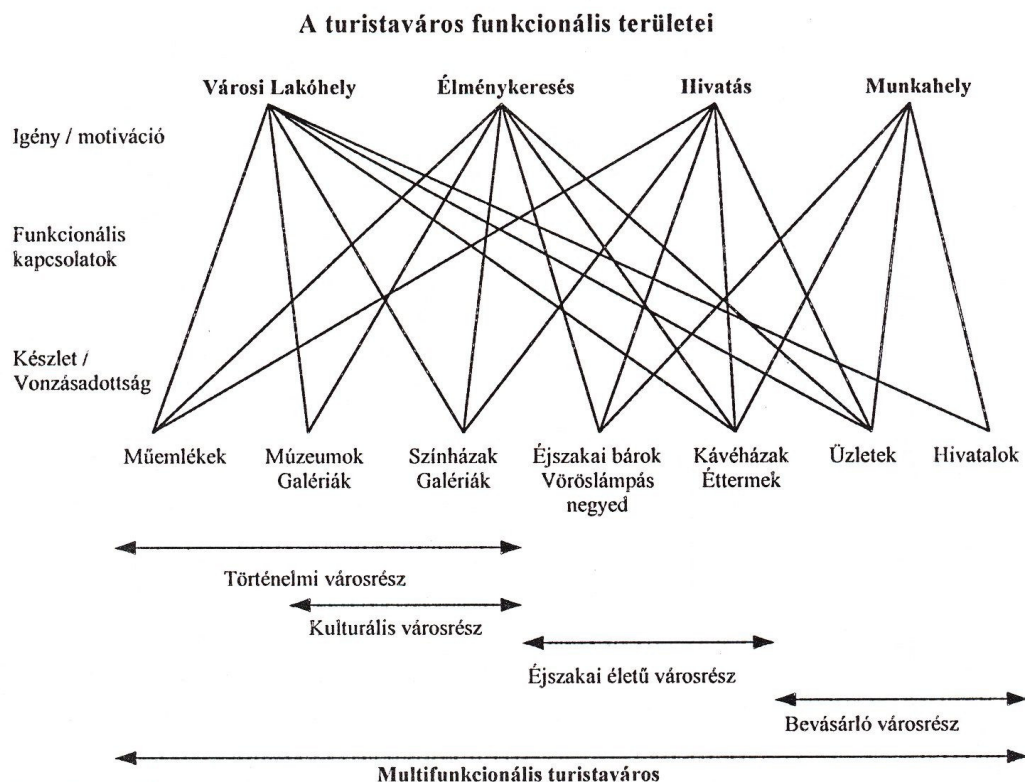 A turistaváros funkcionális területei
Városi Lakóhely Élménykeresés Hivatás Munkahely
Igény / motiváció
Funkcionális
kapcsolatok
Készlet /
Vonzásadottság
Műemlékek Múzeumok Színházak Éjszakai bárok Kávéházak Üzletek Hivatalok
Galériák Galériák Vöröslámpás Éttermek
negyed
Történelmi városrész
Kulturális városrész
Éjszakai életű városrész
Bevásárló városrész
Multifunkcionális turistaváros